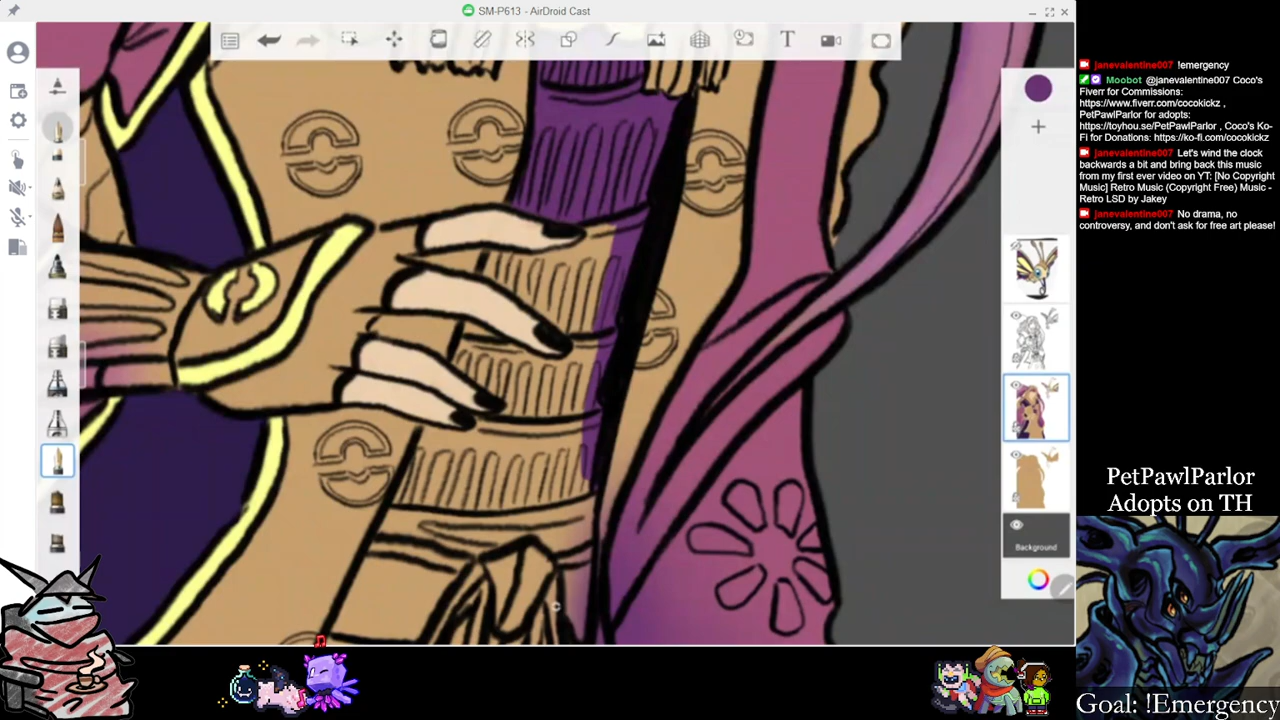 SM-P613 - AirDroid Cast
T
janevalentine007 !emergency
Moobot @janevalentine007 Coco's
Fiverr for Commissions:
https://www.fiverr.com/cocokickz ,
PetPawlParlor for adopts:
https://toyhou.se/PetPawlParlor , Coco's Ko-
Fi for Donations: https://ko-fi.com/cocokickz
janevalentine007 Let's wind the clock
backwards a bit and bring back this music
from my first ever video on YT: [No Copyright
Music] Retro Music (Copyright Free) Music -
Retro LSD by Jakey
janevalentine007 No drama, no
controversy, and don't ask for free art please!
Background
PetPawlParlor
Adopts on TH
Goal: !Emergency